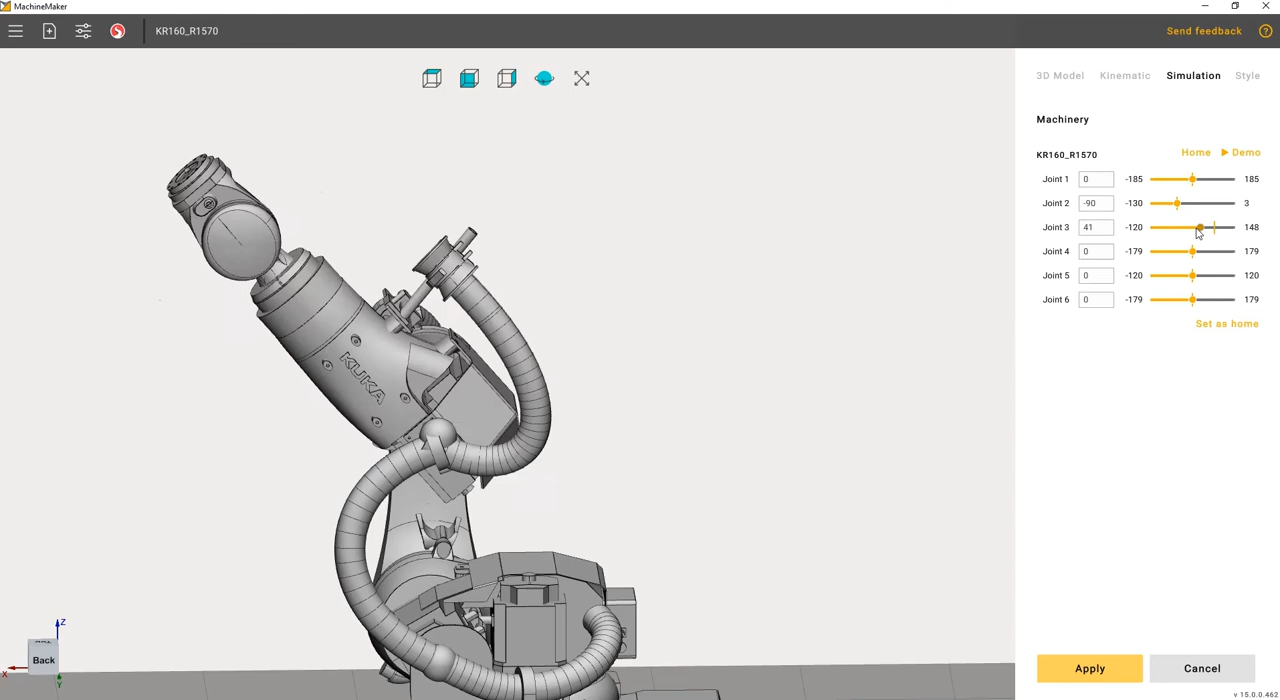 MachineMaker
KR160_R1570
Send feedback
3D Model Kinematic Simulation Style
Machinery
KR160_R1570 Home Demo
Joint 1 0 -185 185
Joint 2 -90 -130 3
Joint 3 41 -120 148
Joint 4 0 -179 179
Joint 5 0 -120 120
Joint 6 0 -179 179
Set as home
KUKA
Z
Back
X
Y
Apply Cancel
v 15.0.0.462